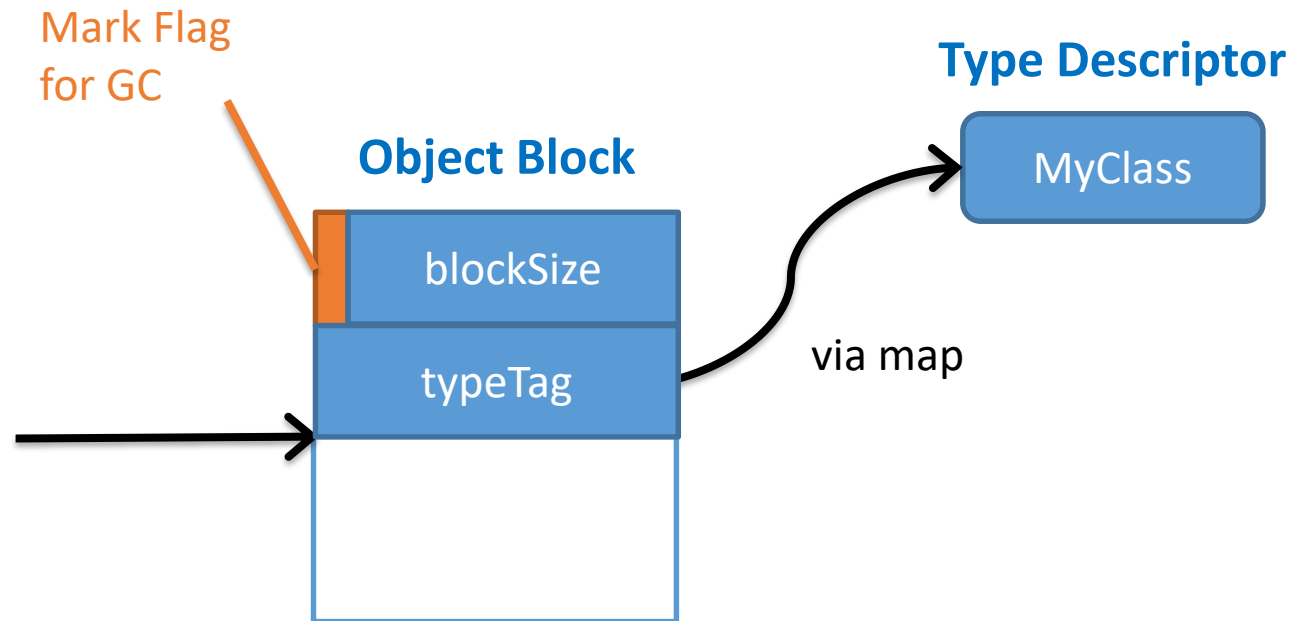 Mark Flag
for GC
Type Descriptor
MyClass
Object Block
blockSize
typeTag
via map